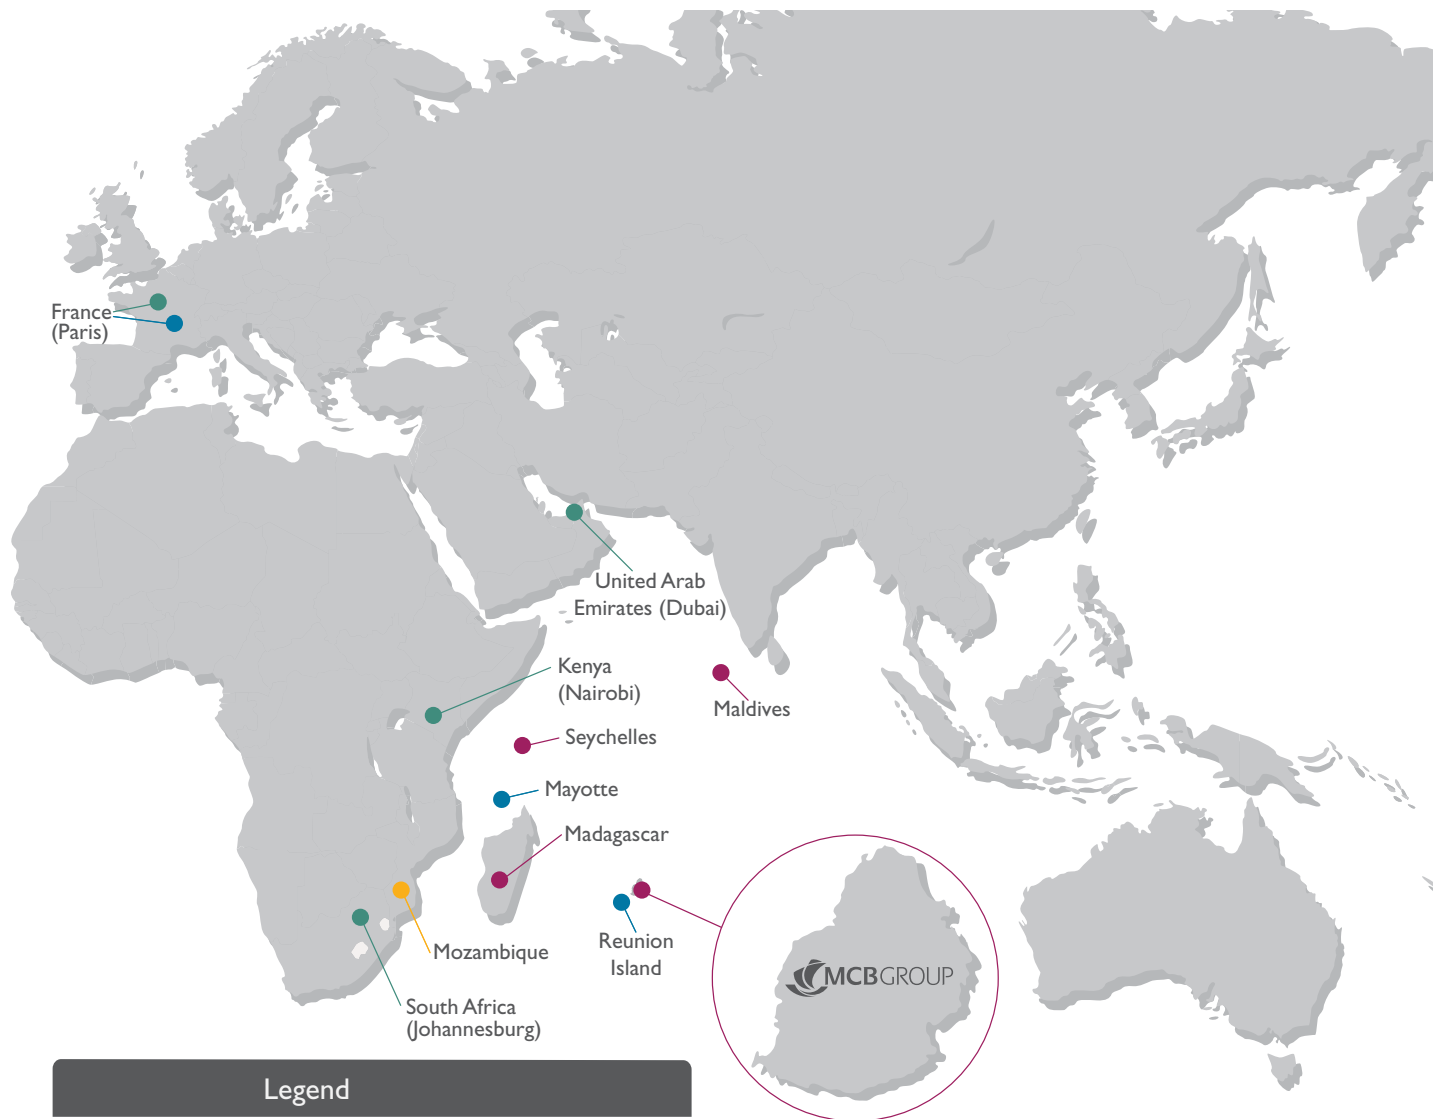 France
(Paris)
United Arab
Emirates (Dubai)
Kenya
(Nairobi)
Maldives
Seychelles
Mayotte
Madagascar
Mozambique
Reunion
Island
MCBGROUP
South Africa
(Johannesburg)
Legend